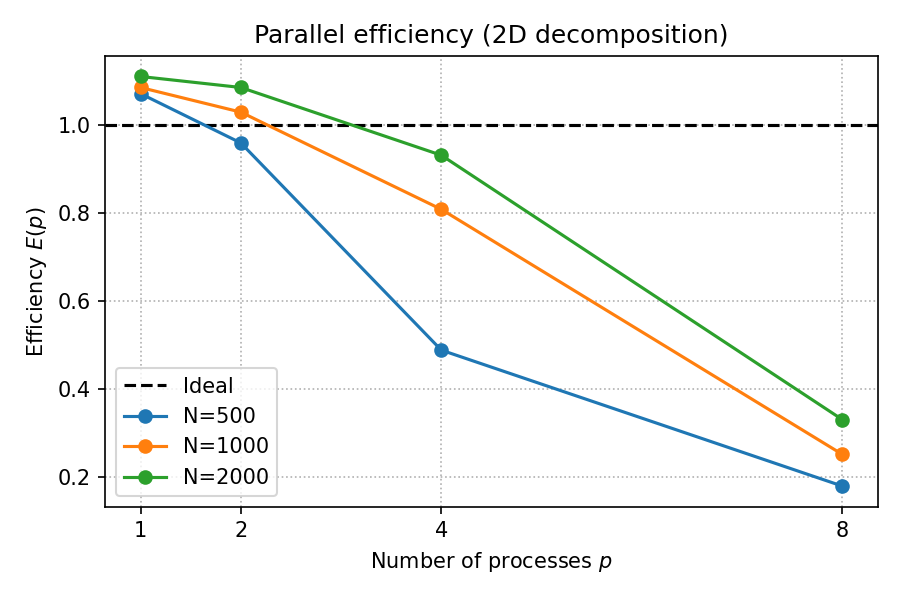 Parallel efficiency (2D decomposition)
Efficiency E(p)
1.0
0.8
0.6
0.4
0.2
Ideal
N=500
N=1000
N=2000
1 2 4 8
Number of processes p